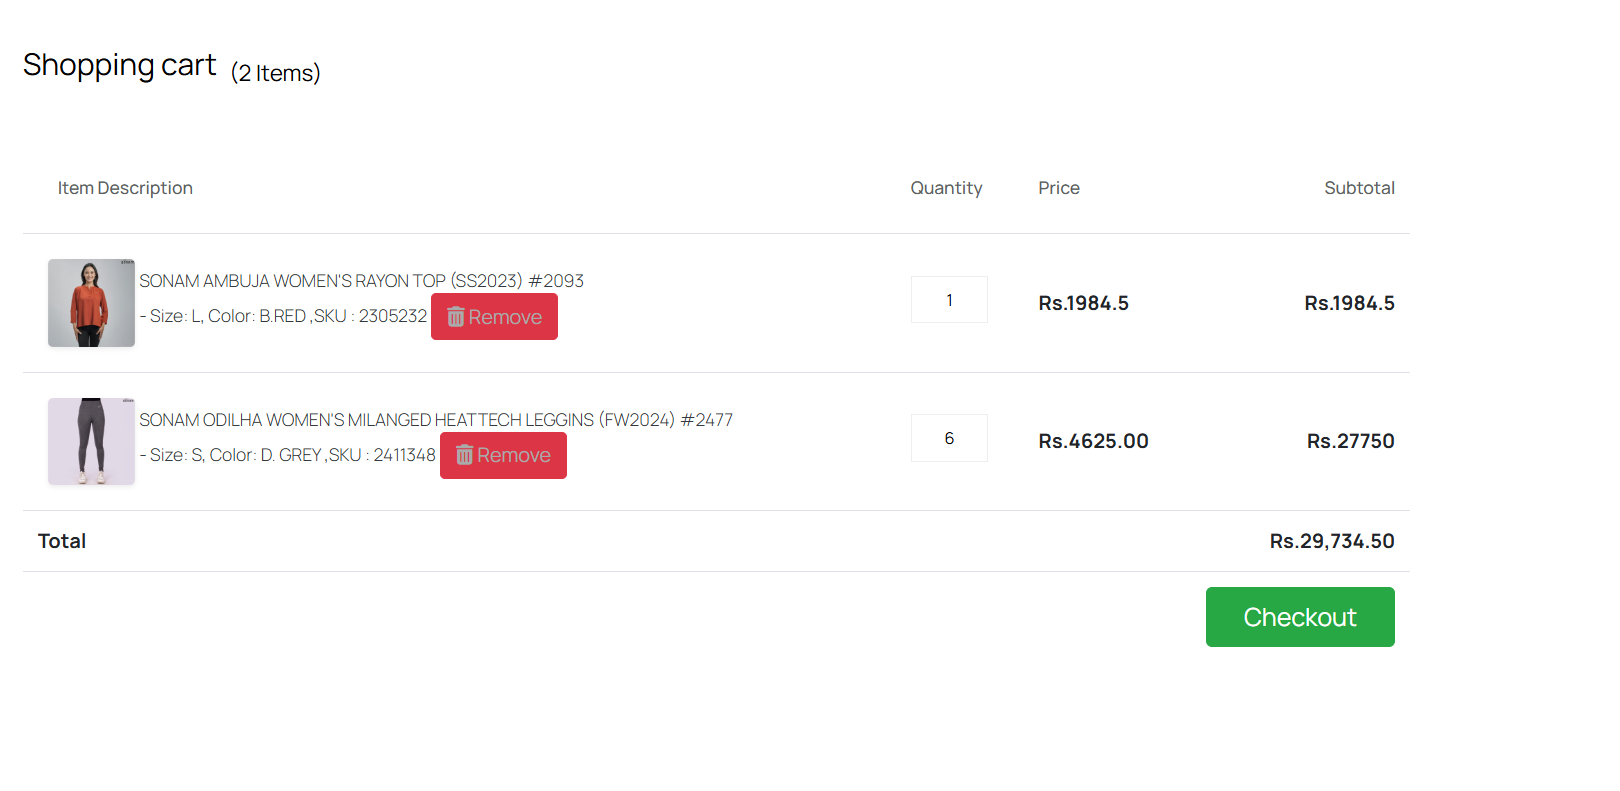 Shopping cart (2 Items)
Item Description Quantity Price Subtotal
SONAM AMBUJA WOMEN'S RAYON TOP (SS2023) #2093
- Size: L, Color: B.RED ,SKU : 2305232 Remove
1 Rs.1984.5 Rs.1984.5
SONAM ODILHA WOMEN'S MILANGED HEATTECH LEGGINS (FW2024) #2477
- Size: S, Color: D. GREY ,SKU : 2411348 Remove
6 Rs.4625.00 Rs.27750
Total Rs.29,734.50
Checkout